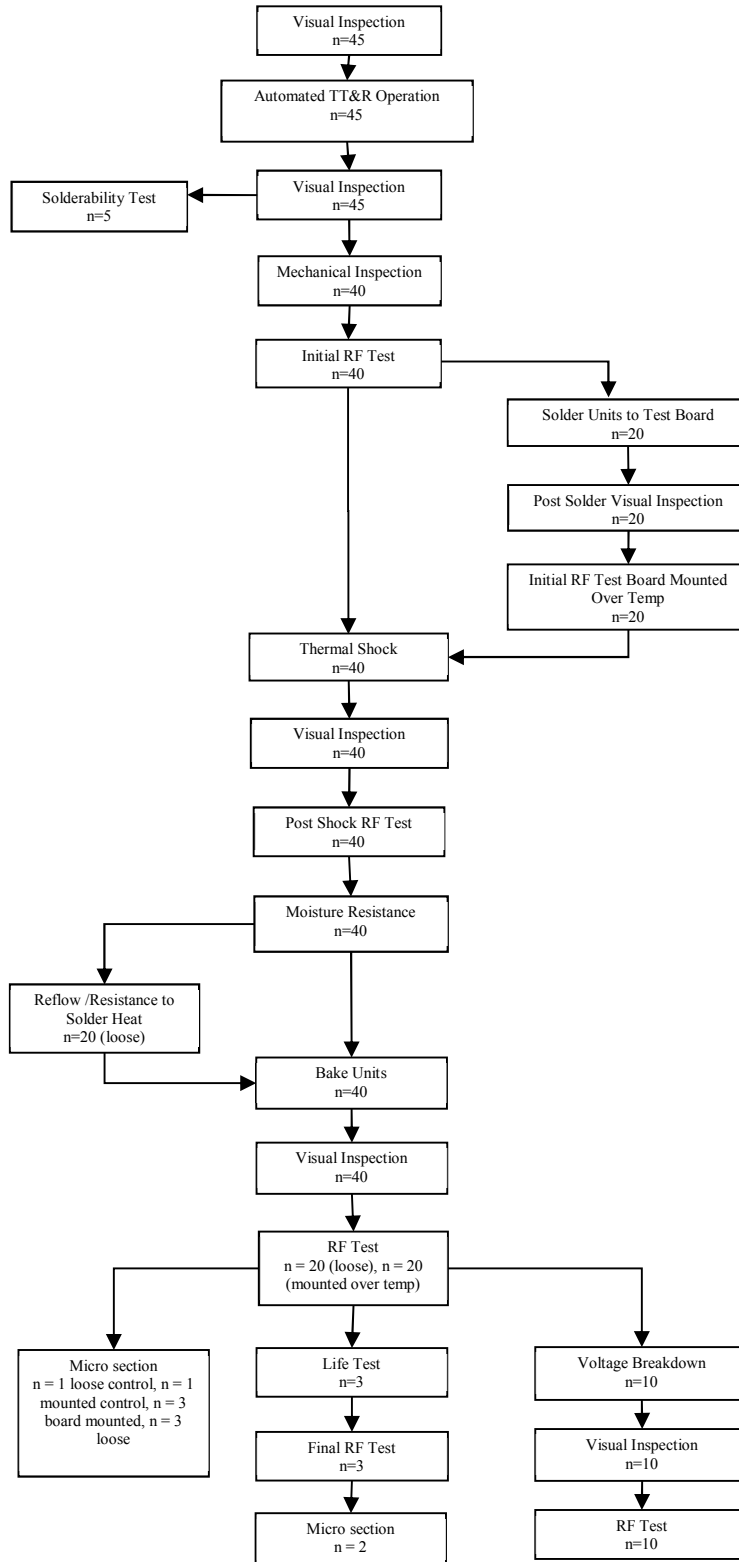 Visual Inspection
n=45
Automated TT&R Operation
n=45
Visual Inspection
n=45
Solderability Test
n=5
Mechanical Inspection
n=40
Initial RF Test
n=40
Solder Units to Test Board
n=20
Post Solder Visual Inspection
n=20
Initial RF Test Board Mounted
Over Temp
n=20
Thermal Shock
n=40
Visual Inspection
n=40
Post Shock RF Test
n=40
Moisture Resistance
n=40
Reflow /Resistance to
Solder Heat
n=20 (loose)
Bake Units
n=40
Visual Inspection
n=40
RF Test
n = 20 (loose), n = 20
(mounted over temp)
Micro section
n = 1 loose control, n = 1
mounted control, n = 3
board mounted, n = 3
loose
Life Test
n=3
Final RF Test
n=3
Micro section
n = 2
Voltage Breakdown
n=10
Visual Inspection
n=10
RF Test
n=10